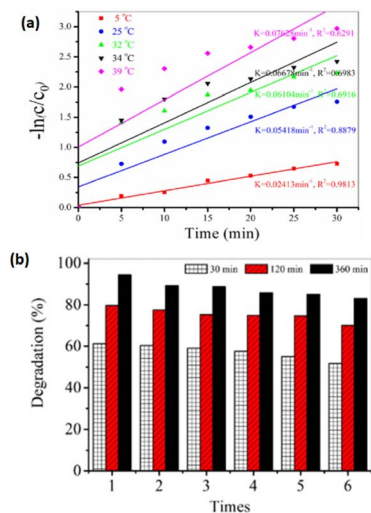 (a)
5 °C
25 °C
32 °C
34 °C
39 °C
K=0.07628min⁻¹, R²=0.6291
K=0.06678min⁻¹, R²=0.6983
K=0.06104min⁻¹, R²=0.6916
K=0.05418min⁻¹, R²=0.8879
K=0.02413min⁻¹, R²=0.9813
-ln(c/c₀)
3.0
2.5
2.0
1.5
1.0
0.5
0.0
0 5 10 15 20 25 30
Time (min)
(b)
30 min 120 min 360 min
Degradation (%)
100
80
60
40
20
0
1 2 3 4 5 6
Times